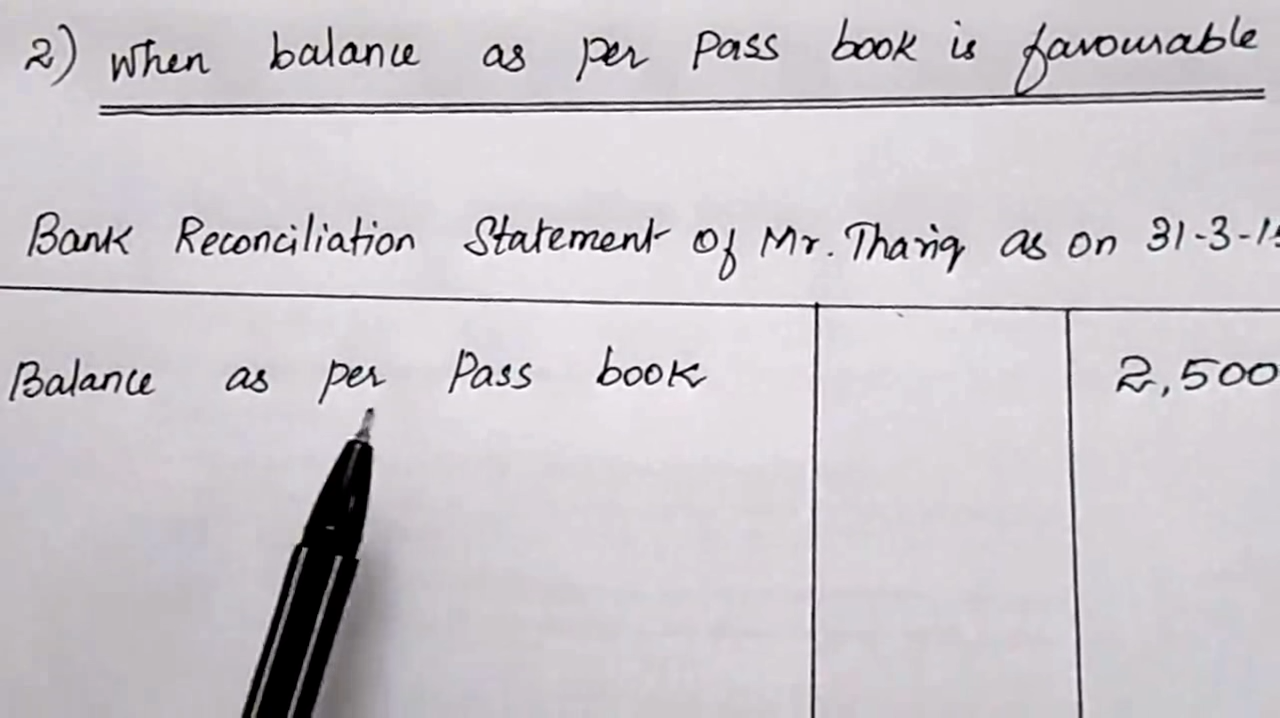 2) When balance as per Pass book is favourable
Bank Reconciliation Statement of Mr. Thariq as on 31-3-1
Balance as per Pass book 2,500